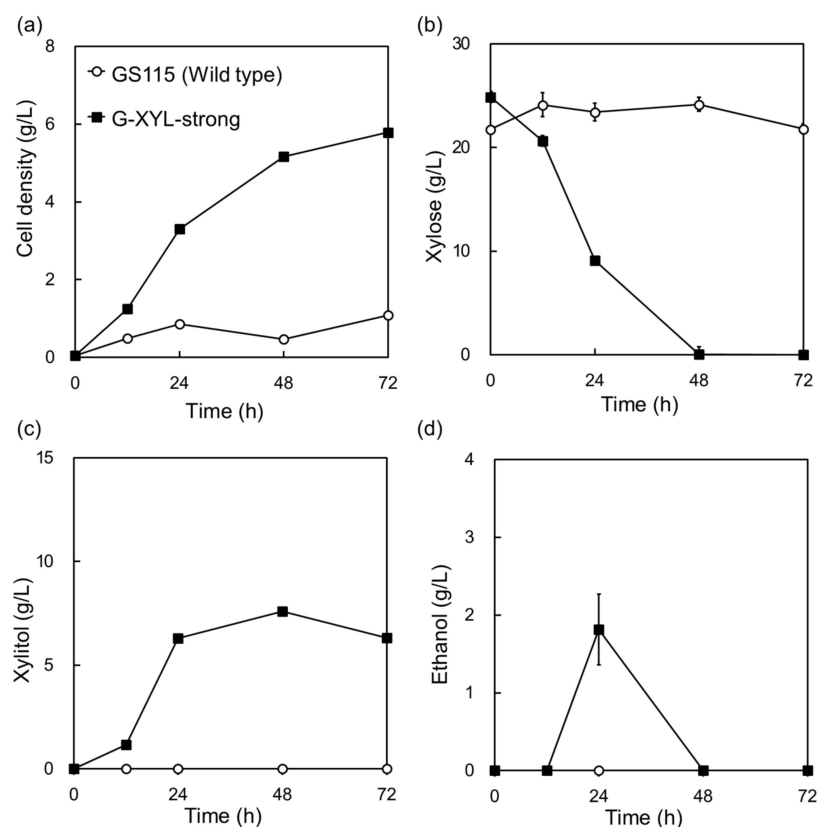 (a)
8
6
4
2
0
Cell density (g/L)
GS115 (Wild type)
G-XYL-strong
0 24 48 72
Time (h)
(b)
30
20
10
0
Xylose (g/L)
0 24 48 72
Time (h)
(c)
15
10
5
0
Xylitol (g/L)
0 24 48 72
Time (h)
(d)
4
3
2
1
0
Ethanol (g/L)
0 24 48 72
Time (h)